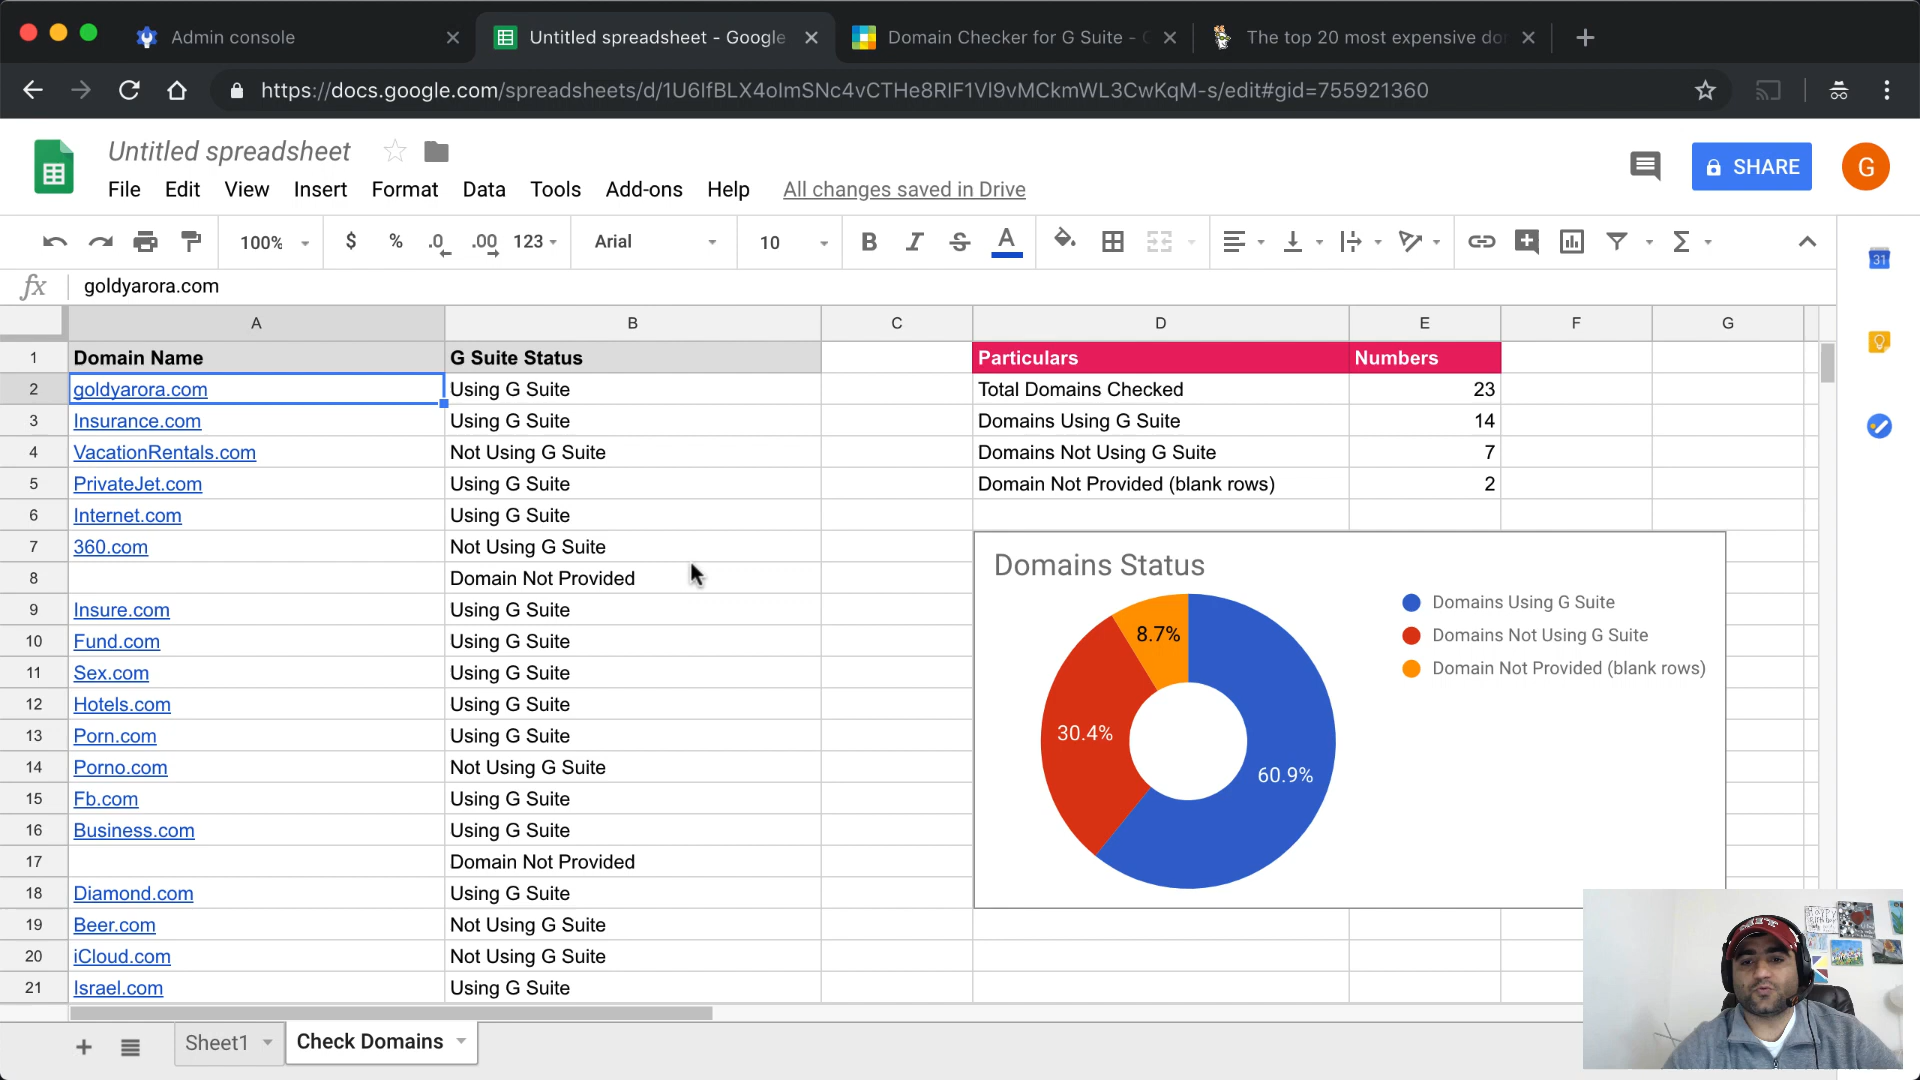 Admin console
Untitled spreadsheet - Google
Domain Checker for G Suite -
The top 20 most expensive do
https://docs.google.com/spreadsheets/d/1U6IfBLX4oImSNc4vCTHe8RIF1VI9vMCkmWL3CwKqM-s/edit#gid=755921360
Untitled spreadsheet
SHARE
G
File Edit View Insert Format Data Tools Add-ons Help All changes saved in Drive
100% $ % .0 .00 123 Arial 10 B I S A
31
fx goldyarora.com
A B C D E F G
1 Domain Name G Suite Status Particulars Numbers
2 goldyarora.com Using G Suite Total Domains Checked 23
3 Insurance.com Using G Suite Domains Using G Suite 14
4 VacationRentals.com Not Using G Suite Domains Not Using G Suite 7
5 PrivateJet.com Using G Suite Domain Not Provided (blank rows) 2
6 Internet.com Using G Suite
7 360.com Not Using G Suite
8 Domain Not Provided
9 Insure.com Using G Suite
10 Fund.com Using G Suite
11 Sex.com Using G Suite
12 Hotels.com Using G Suite
13 Porn.com Using G Suite
14 Porno.com Not Using G Suite
15 Fb.com Using G Suite
16 Business.com Using G Suite
17 Domain Not Provided
18 Diamond.com Using G Suite
19 Beer.com Not Using G Suite
20 iCloud.com Not Using G Suite
21 Israel.com Using G Suite
Domains Status
Domains Using G Suite
Domains Not Using G Suite
Domain Not Provided (blank rows)
8.7%
30.4%
60.9%
Sheet1
Check Domains